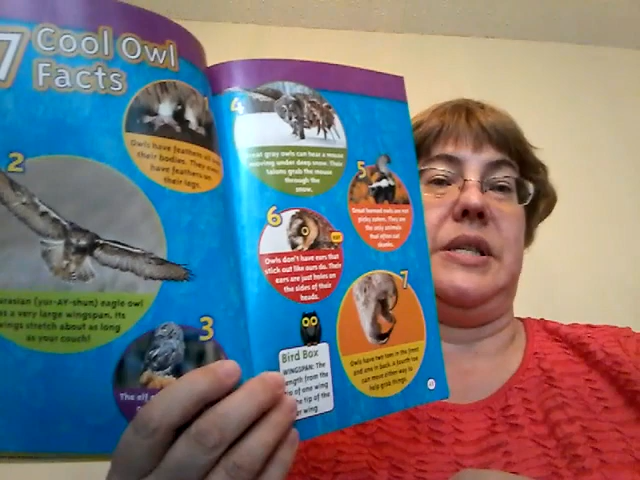 7 Cool Owl
Facts
1
Owls have feathers all
their bodies. They even
have feathers on
their legs.
2
Eurasian (yur-AY-shun) eagle owl
has a very large wingspan. Its
wings stretch about as long
as your couch!
3
The elf
4
Great gray owls can hear a mouse
moving under deep snow. Their
talons grab the mouse
through the
snow.
5
Great horned owls are not
picky eaters. They are
the only animals
that often eat
skunks.
6
Owls don't have ears that
stick out like ours do. Their
ears are just holes on
the sides of their
heads.
7
Owls have two toes in the front
and one in back. A fourth toe
can move either way to
help grab things.
Bird Box
WINGSPAN: The
length from the
tip of one wing
to the tip of the
other wing